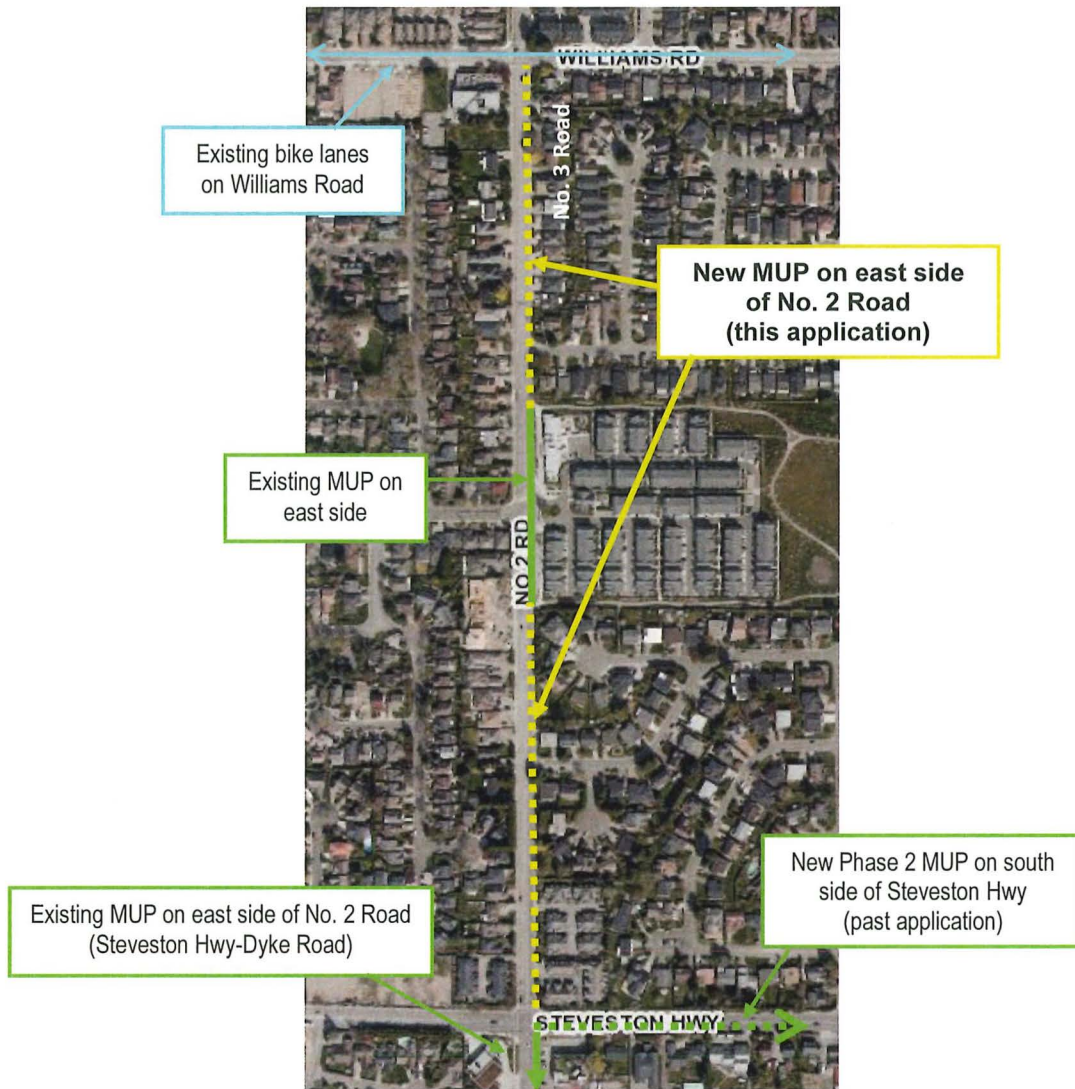 WILLIAMS RD
Existing bike lanes
on Williams Road
No. 3 Road
New MUP on east side
of No. 2 Road
(this application)
Existing MUP on
east side
NO 2 RD
New Phase 2 MUP on south
side of Steveston Hwy
(past application)
Existing MUP on east side of No. 2 Road
(Steveston Hwy-Dyke Road)
STEVESTON HWY